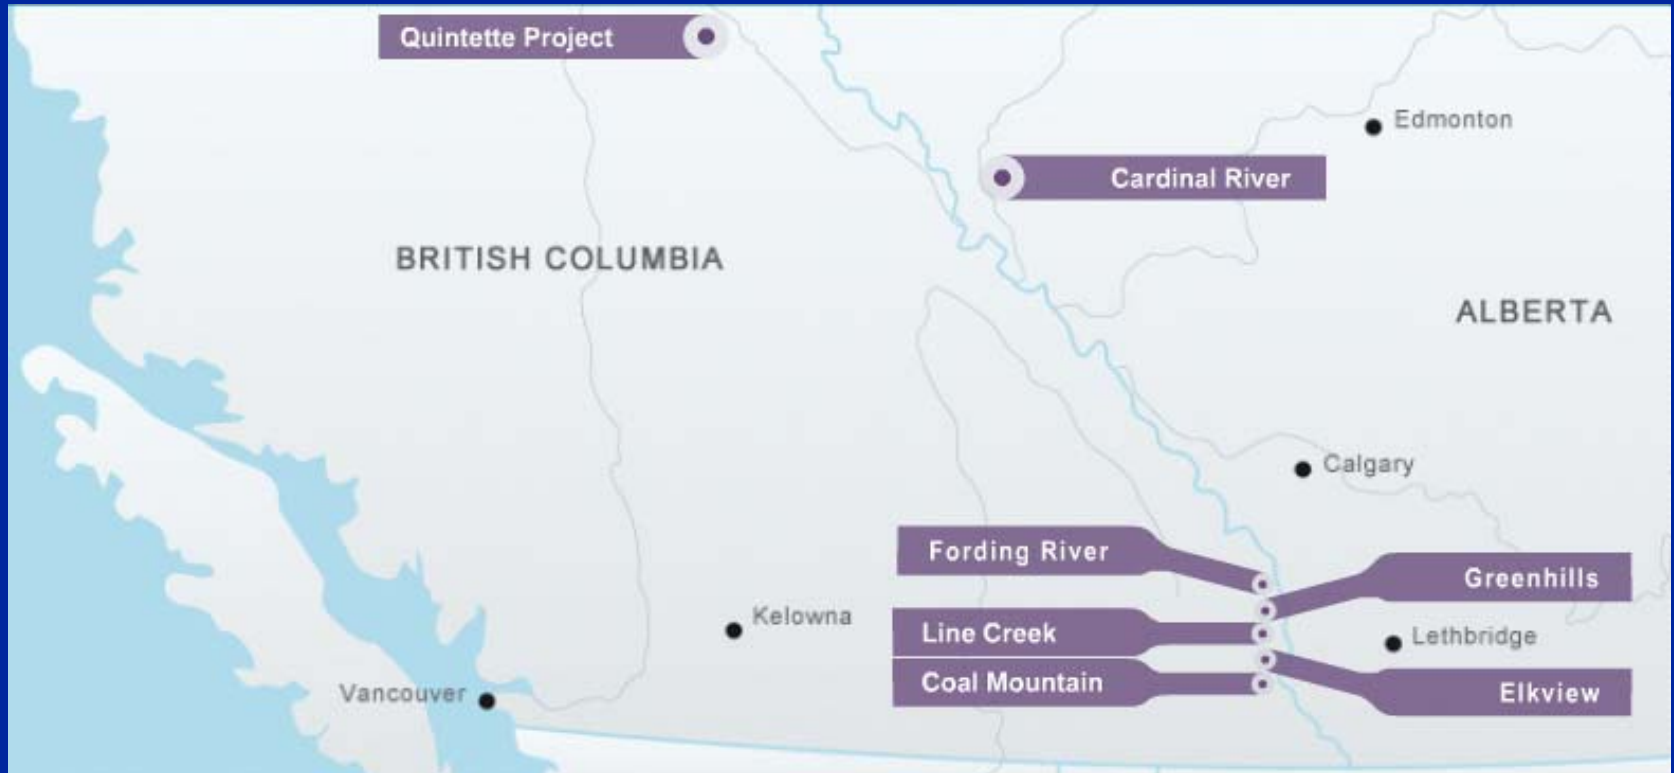 Quintette Project
Edmonton
Cardinal River
BRITISH COLUMBIA
ALBERTA
Calgary
Fording River
Greenhills
Kelowna
Line Creek
Lethbridge
Coal Mountain
Vancouver
Elkview